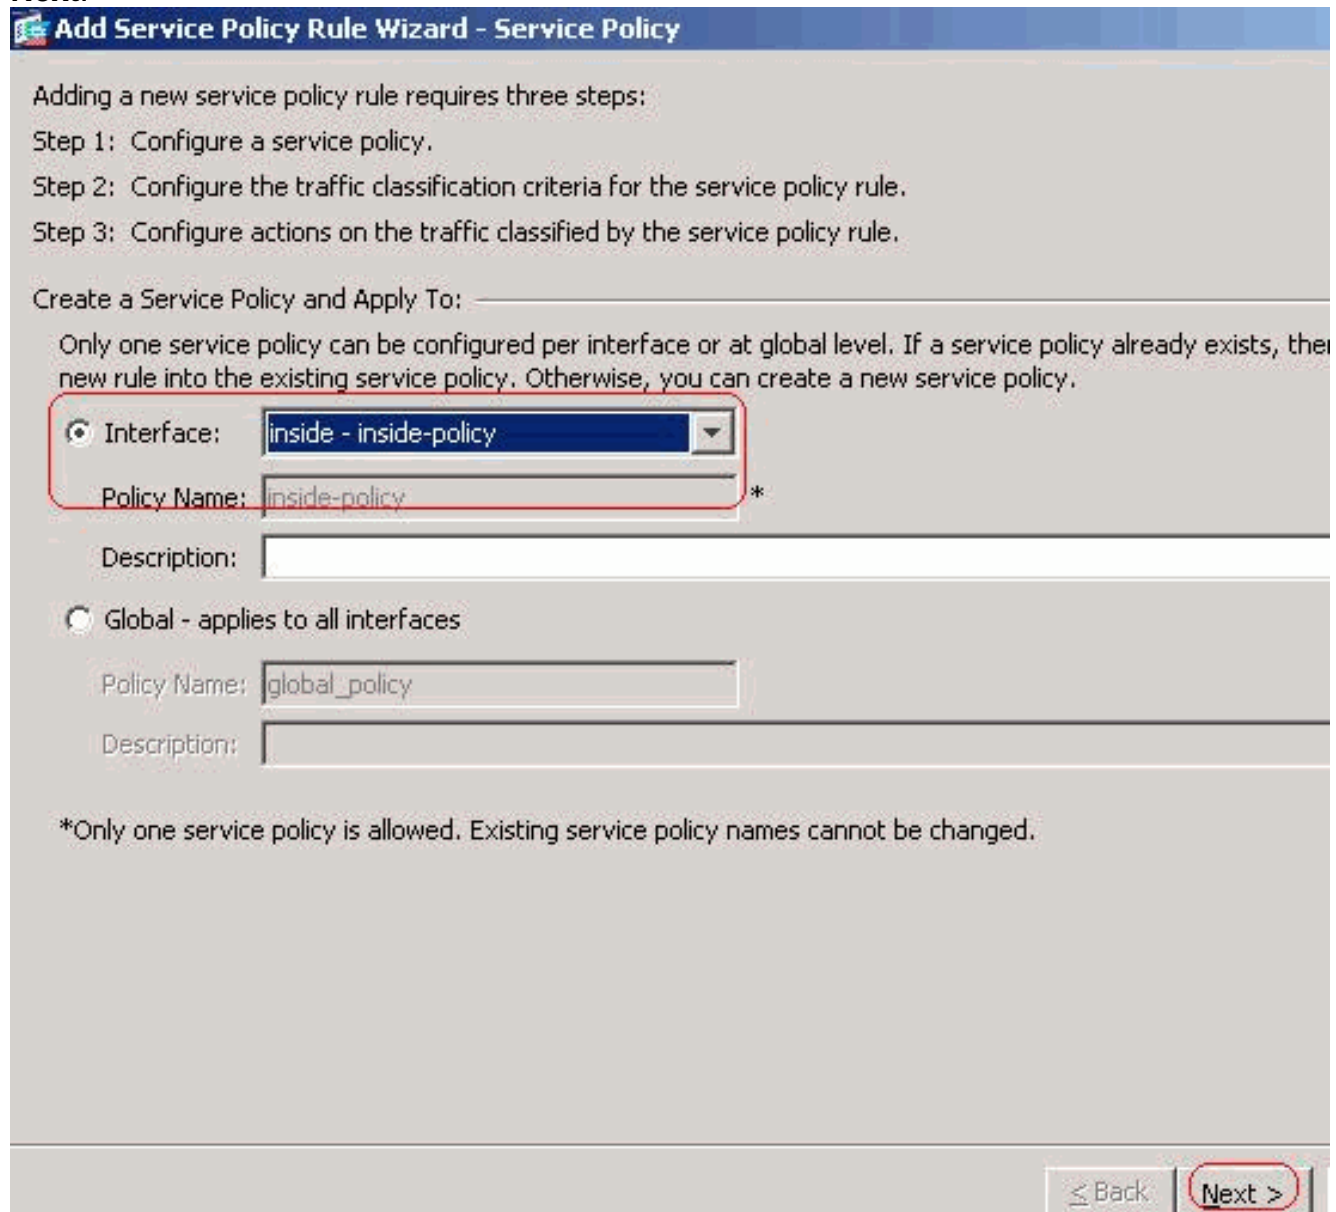 Add Service Policy Rule Wizard - Service Policy
Adding a new service policy rule requires three steps:
Step 1: Configure a service policy.
Step 2: Configure the traffic classification criteria for the service policy rule.
Step 3: Configure actions on the traffic classified by the service policy rule.
Create a Service Policy and Apply To:
Only one service policy can be configured per interface or at global level. If a service policy already exists, then
new rule into the existing service policy. Otherwise, you can create a new service policy.
Interface: inside - inside-policy
Policy Name: inside-policy *
Description:
Global - applies to all interfaces
Policy Name: global_policy
Description:
*Only one service policy is allowed. Existing service policy names cannot be changed.
< Back Next >